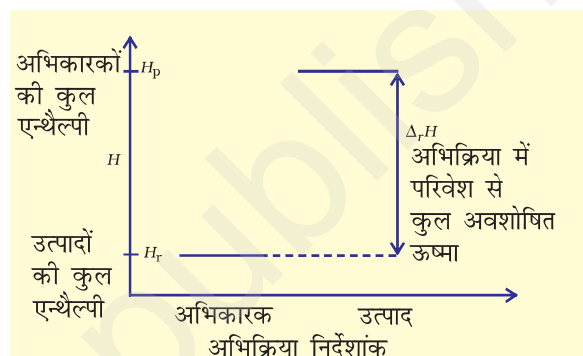 अभिकारकों
की कुल
एन्थैल्पी
Hp
H
ΔrH
अभिक्रिया में
परिवेश से
कुल अवशोषित
ऊष्मा
उत्पादों
की कुल
एन्थैल्पी
Hr
अभिकारक
उत्पाद
अभिक्रिया निर्देशांक